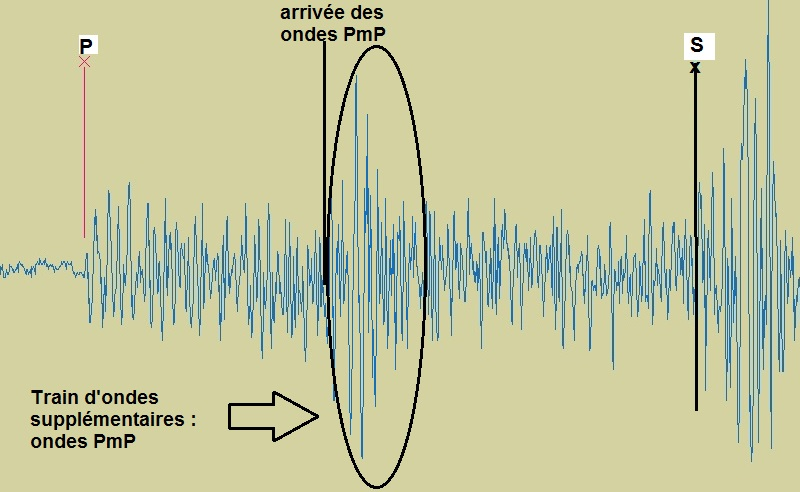 arrivée des
ondes PmP
P
S
Train d'ondes
supplémentaires :
ondes PmP